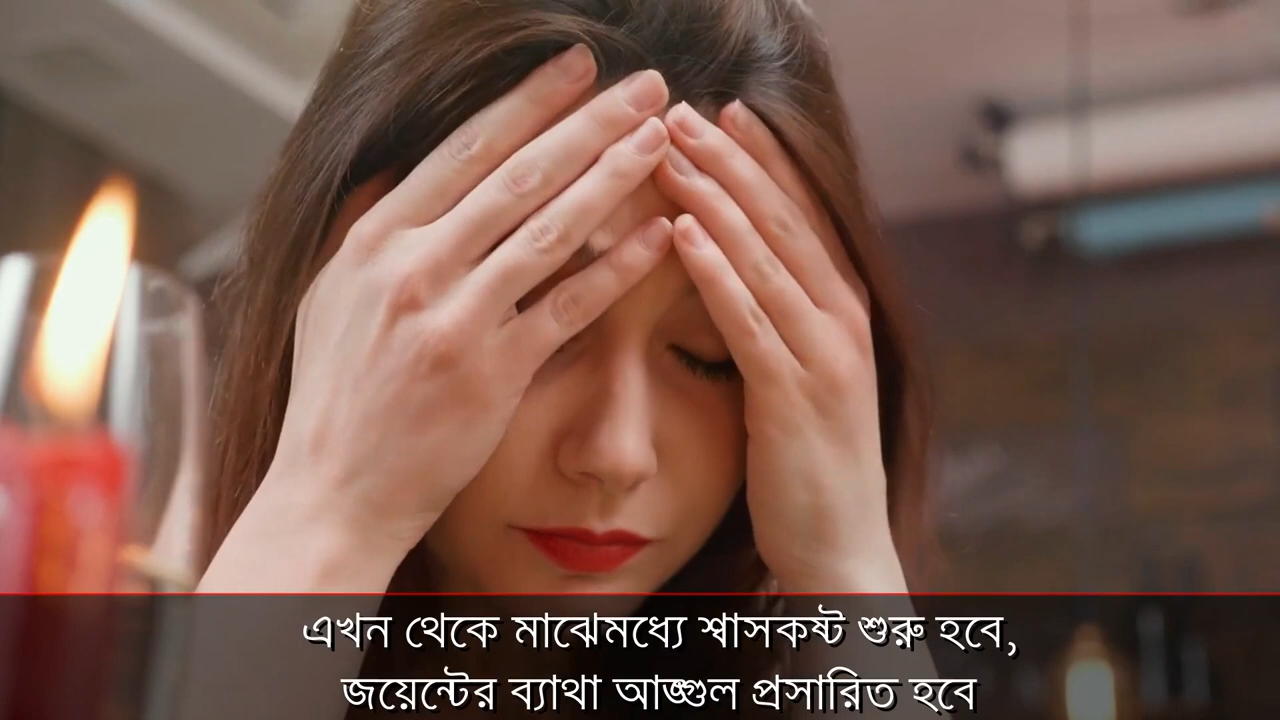 এখন থেকে মাঝেমধ্যে শ্বাসকষ্ট শুরু হবে,
জয়েন্টের ব্যাথা আঙ্গুল প্রসারিত হবে